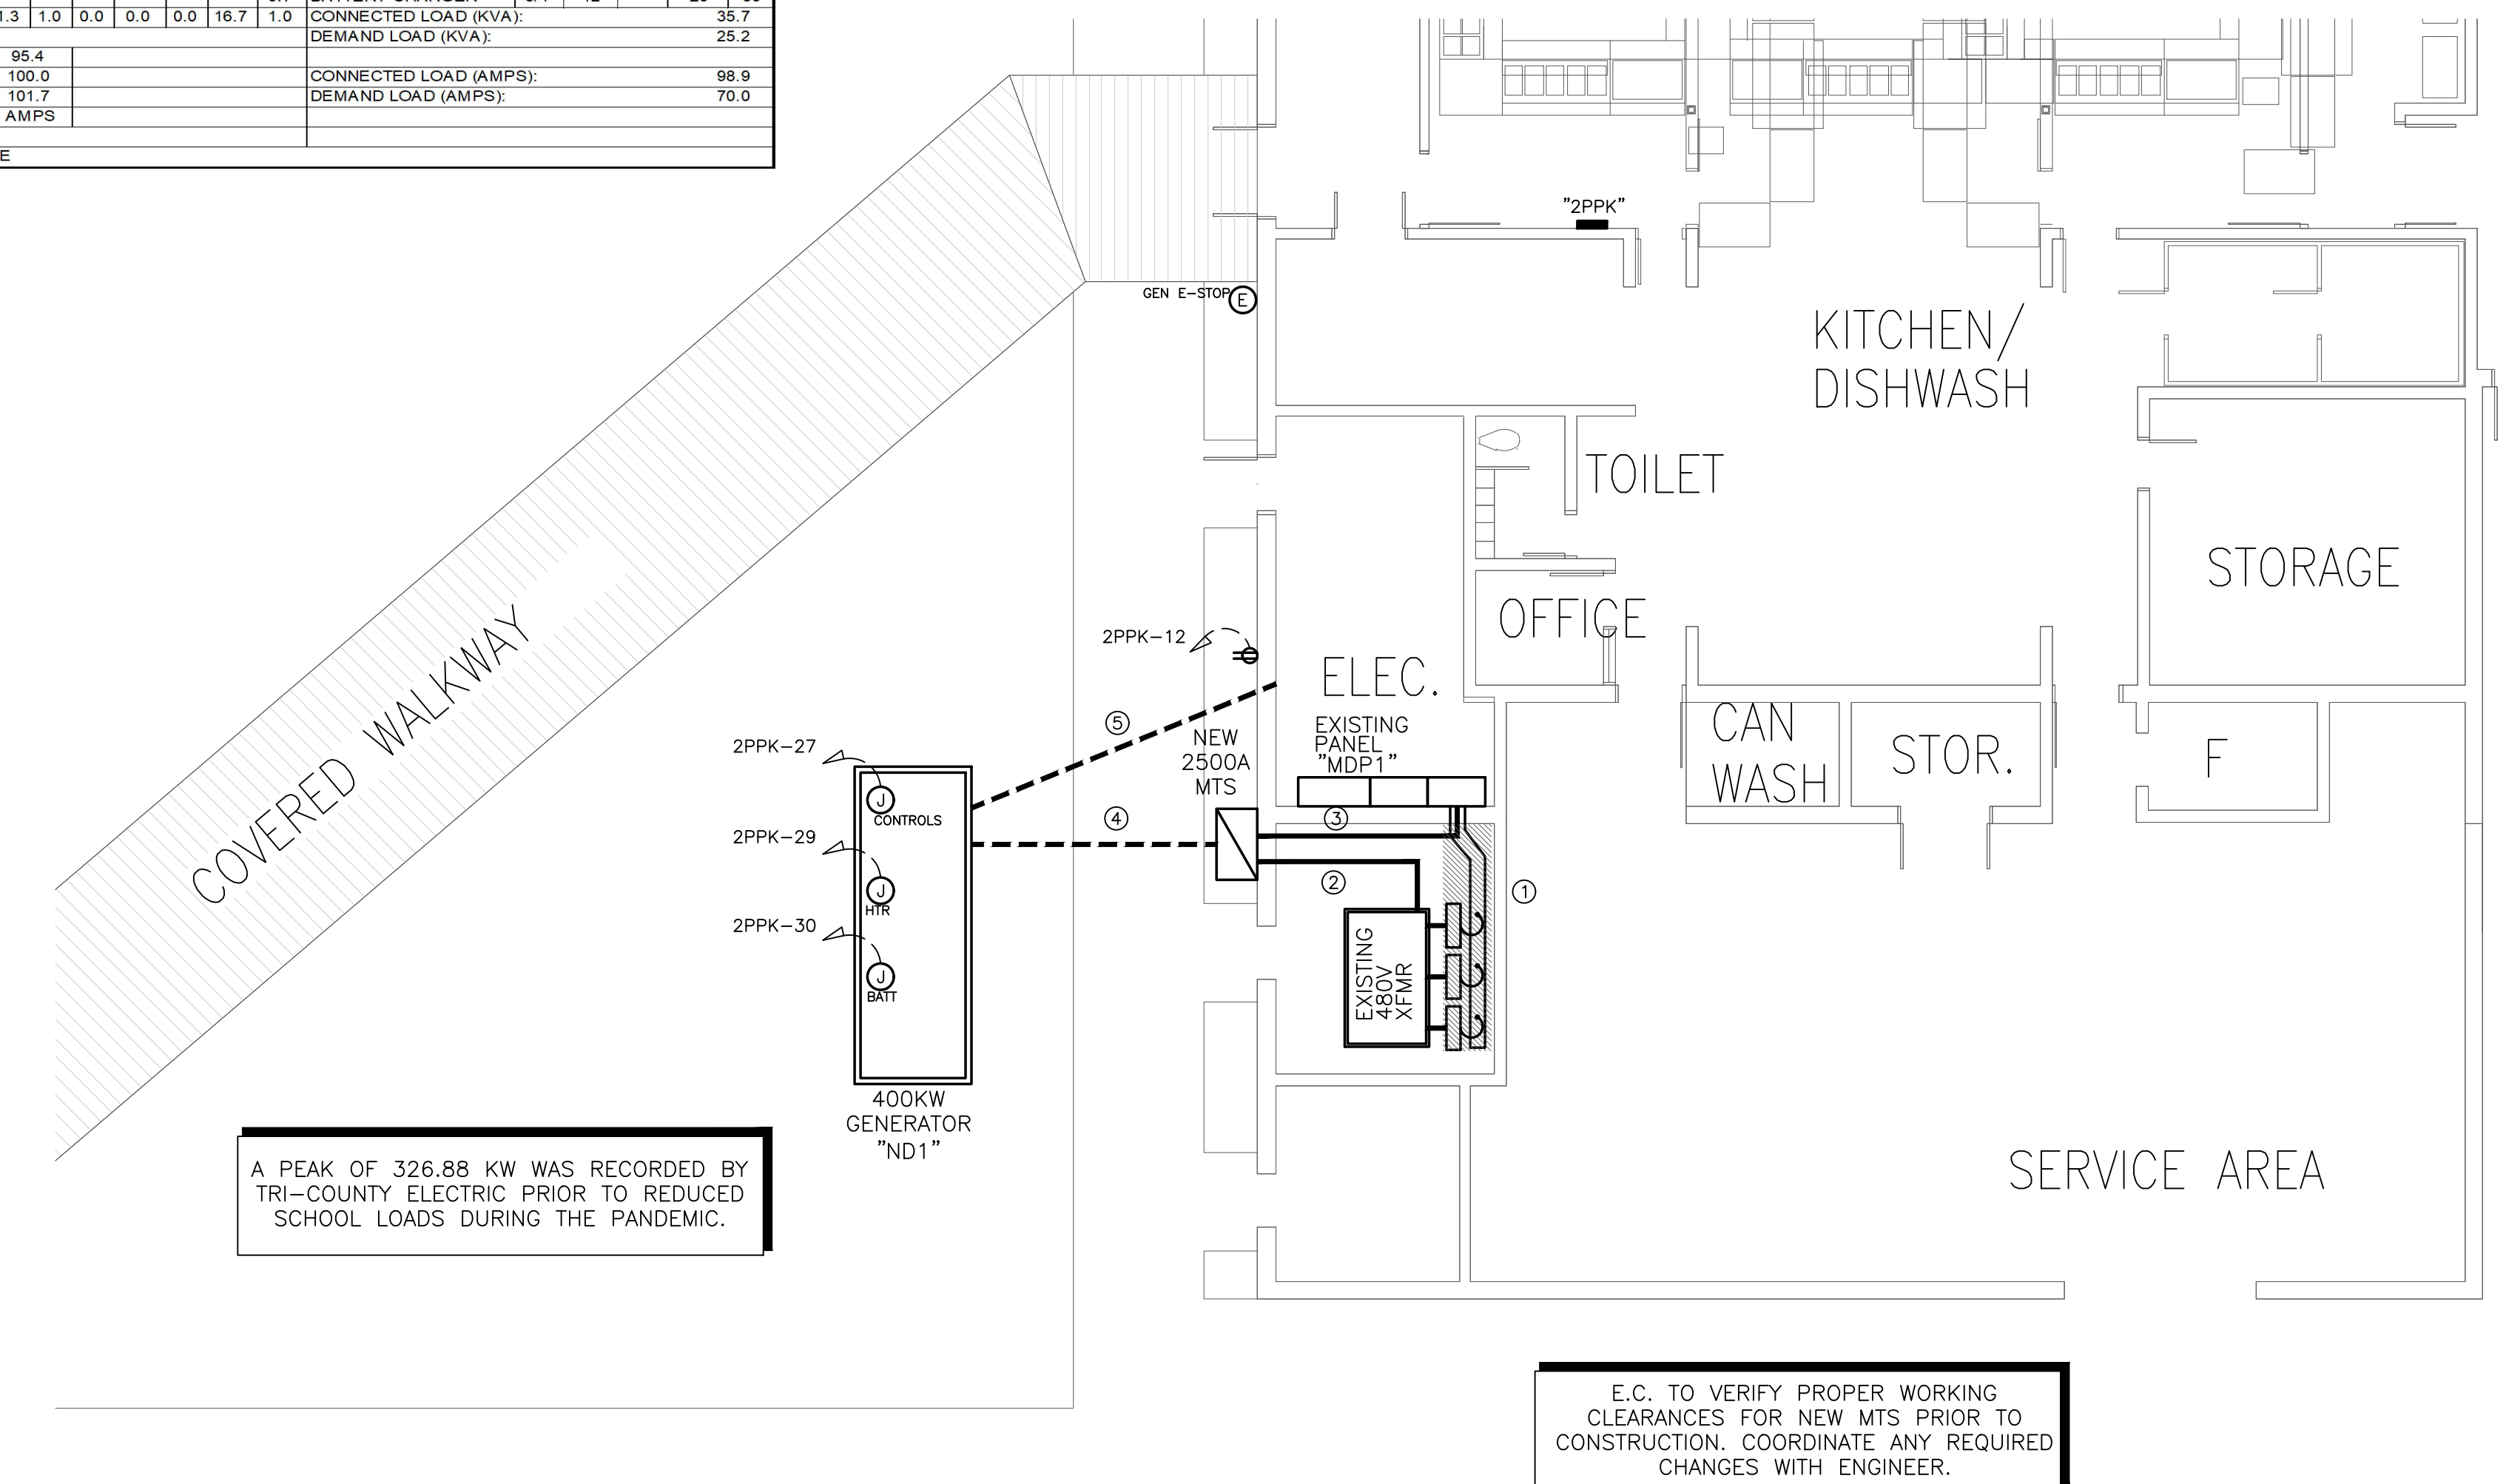 1.0 0.0 0.0 0.0 16.7 1.0 CONNECTED LOAD (KVA): 35.7
DEMAND LOAD (KVA): 25.2
95.4
100.0 CONNECTED LOAD (AMPS): 98.9
101.7 DEMAND LOAD (AMPS): 70.0
AMPS
E
"2PPK"
GEN E-STOP E
KITCHEN/
DISHWASH
TOILET
STORAGE
OFFICE
2PPK-12
ELEC.
COVERED WALKWAY
5
EXISTING
PANEL
"MDP1"
NEW
2500A
MTS
CAN
WASH
STOR.
F
2PPK-27
J
CONTROLS
4
3
2PPK-29
J
HTR
2
1
2PPK-30
J
BATT
EXISTING
480V
XFMR
400KW
GENERATOR
"ND1"
A PEAK OF 326.88 KW WAS RECORDED BY
TRI-COUNTY ELECTRIC PRIOR TO REDUCED
SCHOOL LOADS DURING THE PANDEMIC.
SERVICE AREA
E.C. TO VERIFY PROPER WORKING
CLEARANCES FOR NEW MTS PRIOR TO
CONSTRUCTION. COORDINATE ANY REQUIRED
CHANGES WITH ENGINEER.